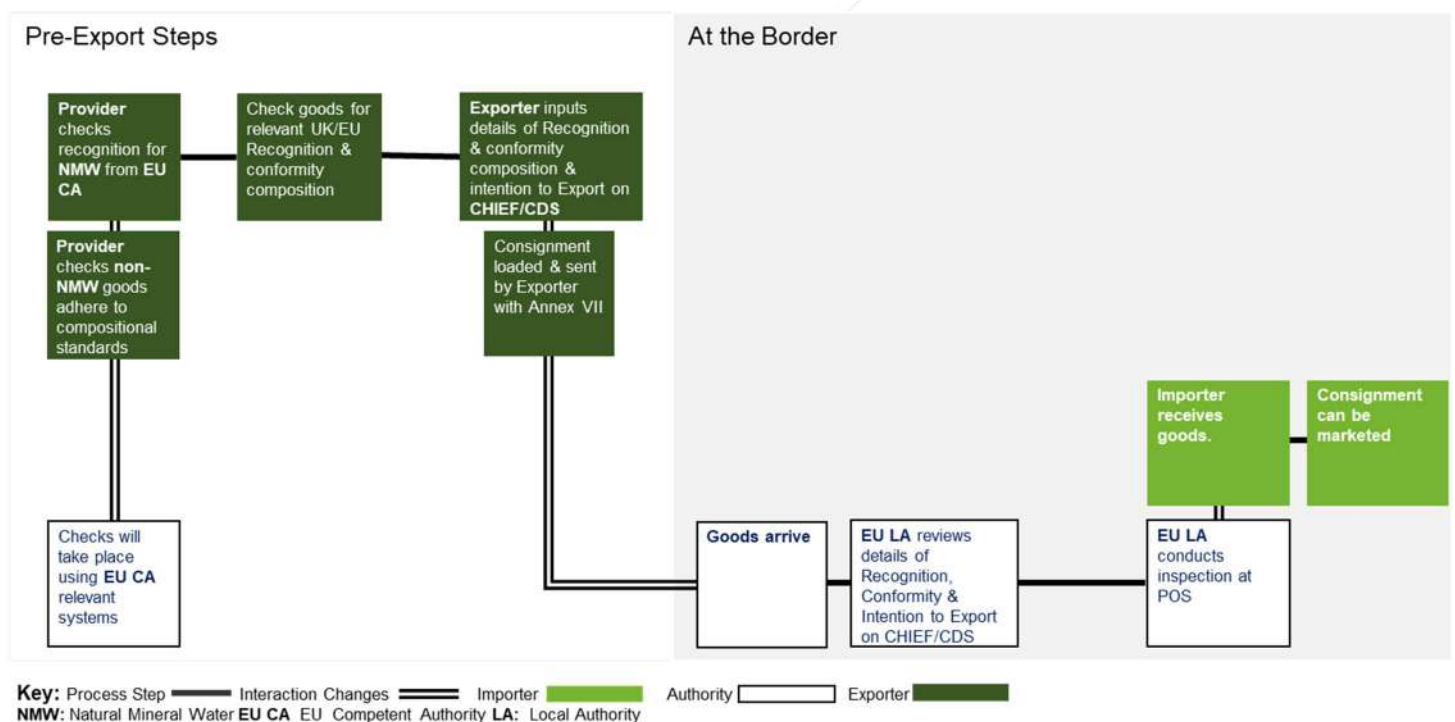 Pre-Export Steps
At the Border
Provider
checks
recognition for
NMW from EU
CA
Check goods for
relevant UK/EU
Recognition &
conformity
composition
Exporter inputs
details of Recognition
& conformity
composition &
intention to Export on
CHIEF/CDS
Provider
checks non-
NMW goods
adhere to
compositional
standards
Consignment
loaded & sent
by Exporter
with Annex VII
Importer
receives
goods.
Consignment
can be
marketed
Checks will
take place
using EU CA
relevant
systems
Goods arrive
EU LA reviews
details of
Recognition,
Conformity &
Intention to Export
on CHIEF/CDS
EU LA
conducts
inspection at
POS
Key: Process Step Interaction Changes Importer Authority Exporter
NMW: Natural Mineral Water EU CA EU Competent Authority LA: Local Authority